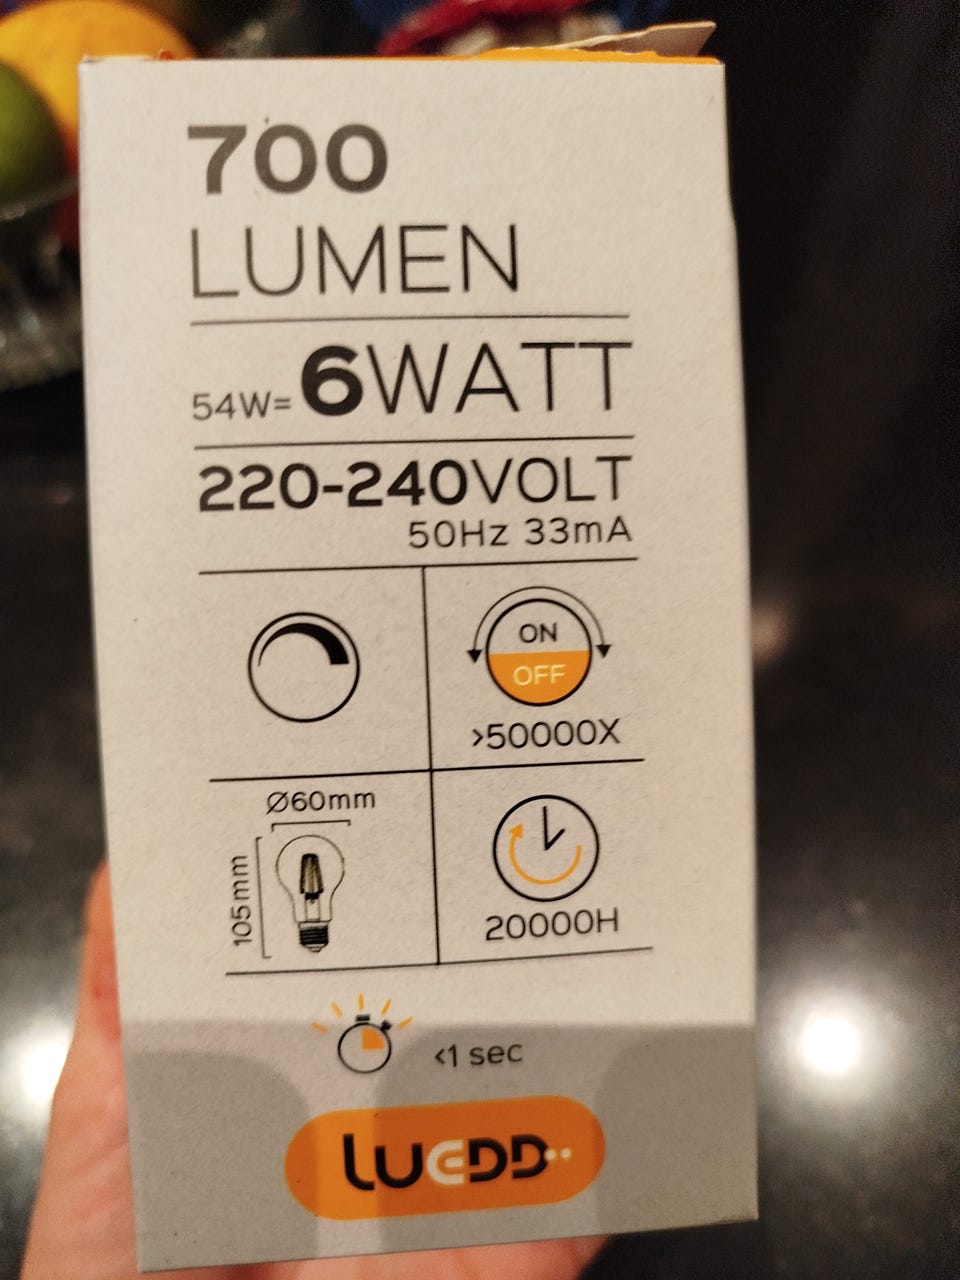 700
LUMEN
54W= 6WATT
220-240VOLT
50Hz 33mA
ON
OFF
>50000X
Ø60mm
105mm
20000H
<1 sec
LUEDD